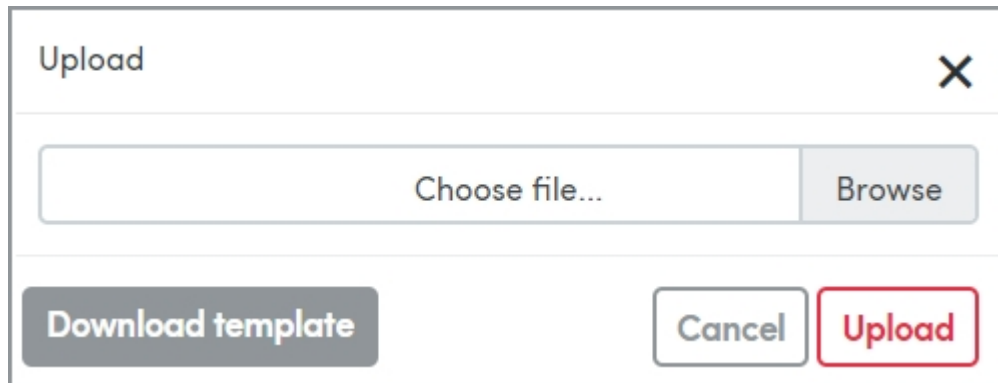 Upload
✕
Choose file...
Browse
Download template
Cancel
Upload